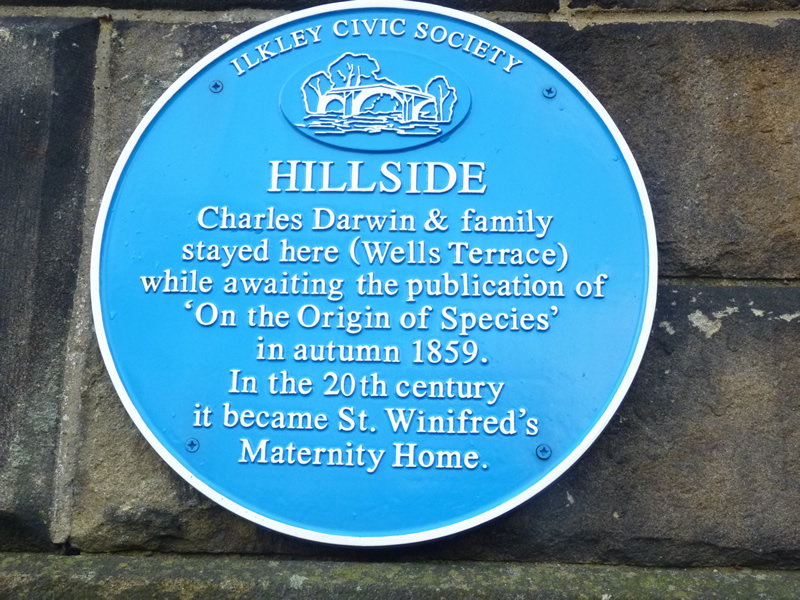 ILKLEY CIVIC SOCIETY
HILLSIDE
Charles Darwin & family
stayed here (Wells Terrace)
while awaiting the publication of
‘On the Origin of Species’
in autumn 1859.
In the 20th century
it became St. Winifred’s
Maternity Home.